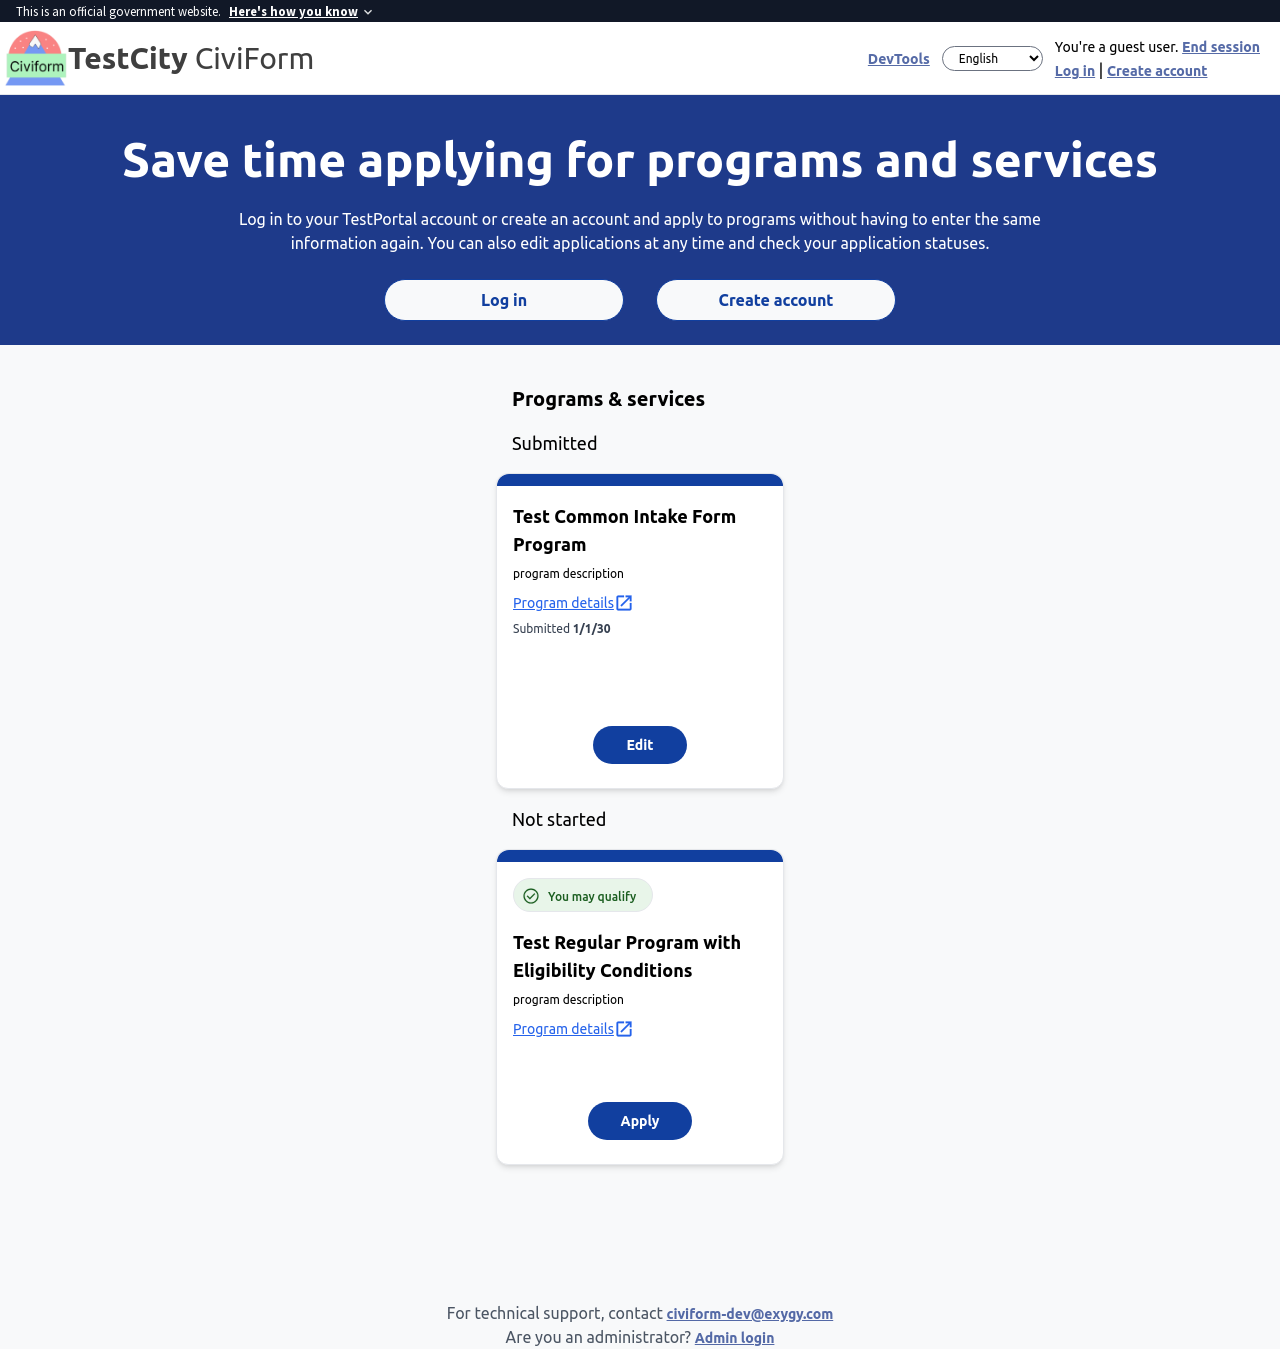 This is an official government website. Here's how you know
Civiform
TestCity CiviForm
DevTools
English
You're a guest user. End session
Log in | Create account
Save time applying for programs and services
Log in to your TestPortal account or create an account and apply to programs without having to enter the same
information again. You can also edit applications at any time and check your application statuses.
Log in
Create account
Programs & services
Submitted
Test Common Intake Form
Program
program description
Program details
Submitted 1/1/30
Edit
Not started
You may qualify
Test Regular Program with
Eligibility Conditions
program description
Program details
Apply
For technical support, contact civiform-dev@exygy.com
Are you an administrator? Admin login